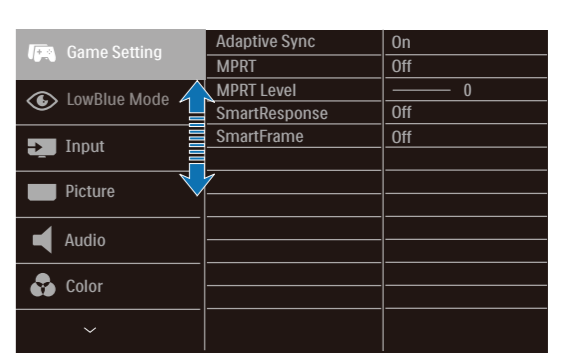 Game Setting
LowBlue Mode
Input
Picture
Audio
Color
Adaptive Sync On
MPRT Off
MPRT Level 0
SmartResponse Off
SmartFrame Off